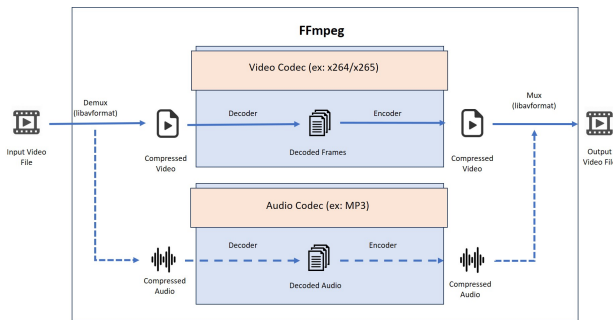 FFmpeg
Video Codec (ex: x264/x265)
Demux
(libavformat)
Decoder
Encoder
Mux
(libavformat)
Input Video
File
Compressed
Video
Decoded Frames
Compressed
Video
Output
Video File
Audio Codec (ex: MP3)
Decoder
Encoder
Compressed
Audio
Decoded Audio
Compressed
Audio